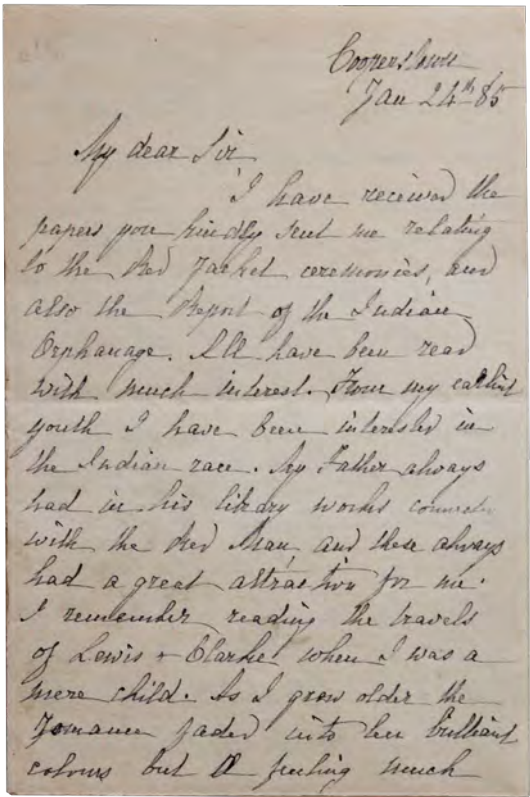 Cooperstown
Jan 24th 85
My dear Sir
I have received the
papers you kindly sent me relating
to the Red Jacket ceremonies, and
also the Report of the Indian
Orphanage. All have been read
with much interest. From my earliest
youth I have been interested in
the Indian race. My Father always
had in his library works
with the Red Man, and these always
had a great attraction for me.
I remember reading the travels
of Lewis + Clarke when I was a
mere child. As I grew older the
romance faded into less brilliant
colours but a feeling much